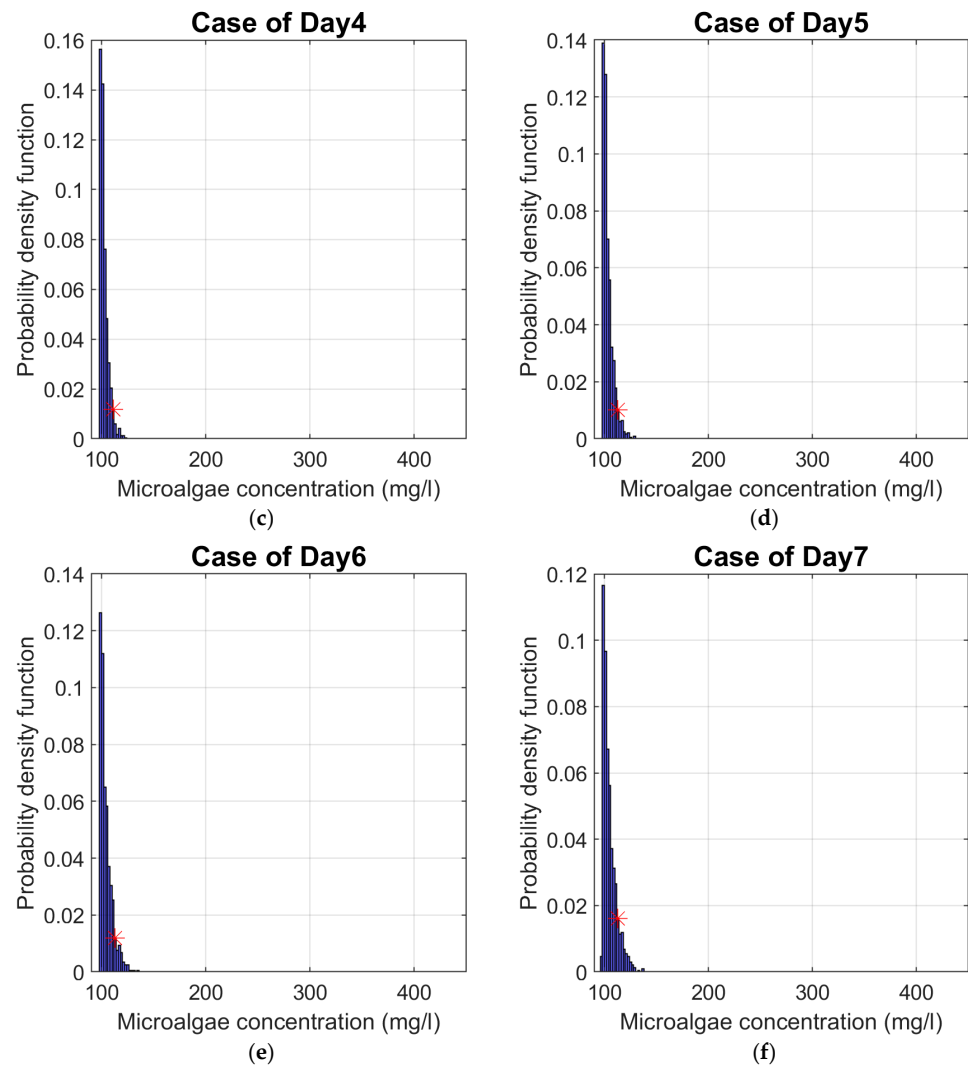 Case of Day4
0.16
0.14
0.12
0.1
0.08
0.06
0.04
0.02
0
Probability density function
100 200 300 400
Microalgae concentration (mg/l)
(c)
Case of Day5
0.14
0.12
0.1
0.08
0.06
0.04
0.02
0
Probability density function
100 200 300 400
Microalgae concentration (mg/l)
(d)
Case of Day6
0.14
0.12
0.1
0.08
0.06
0.04
0.02
0
Probability density function
100 200 300 400
Microalgae concentration (mg/l)
(e)
Case of Day7
0.12
0.1
0.08
0.06
0.04
0.02
0
Probability density function
100 200 300 400
Microalgae concentration (mg/l)
(f)